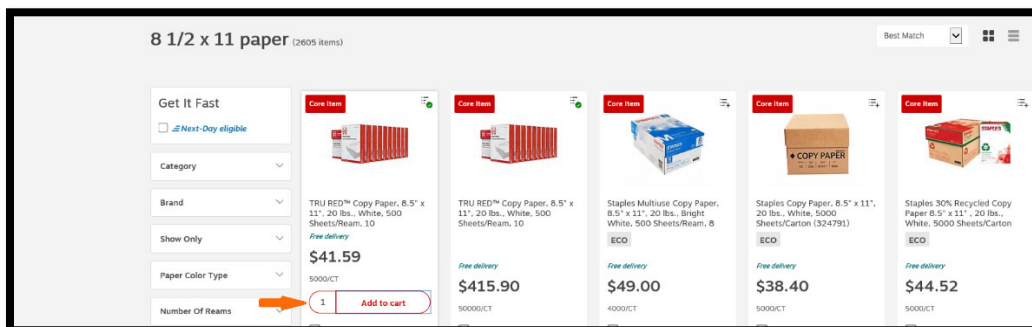 8 1/2 x 11 paper (2605 items)
Best Match
Get It Fast
Next-Day eligible
Category
Brand
Show Only
Paper Color Type
Number Of Reams
Core Item
TRU RED™ Copy Paper, 8.5" x
11", 20 lbs., White, 500
Sheets/Ream, 10
Free delivery
$41.59
5000/CT
1 Add to cart
Core Item
TRU RED™ Copy Paper, 8.5" x
11", 20 lbs., White, 500
Sheets/Ream, 10
Free delivery
$415.90
50000/CT
Core Item
Staples Multiuse Copy Paper,
8.5" x 11", 20 lbs., Bright
White, 500 Sheets/Ream, 8
ECO
Free delivery
$49.00
4000/CT
Core Item
COPY PAPER
Staples Copy Paper, 8.5" x 11",
20 lbs., White, 5000
Sheets/Carton (324791)
ECO
Free delivery
$38.40
5000/CT
Core Item
STAPLES
Staples 30% Recycled Copy
Paper 8.5" x 11" , 20 lbs.,
White, 5000 Sheets/Carton
ECO
Free delivery
$44.52
5000/CT